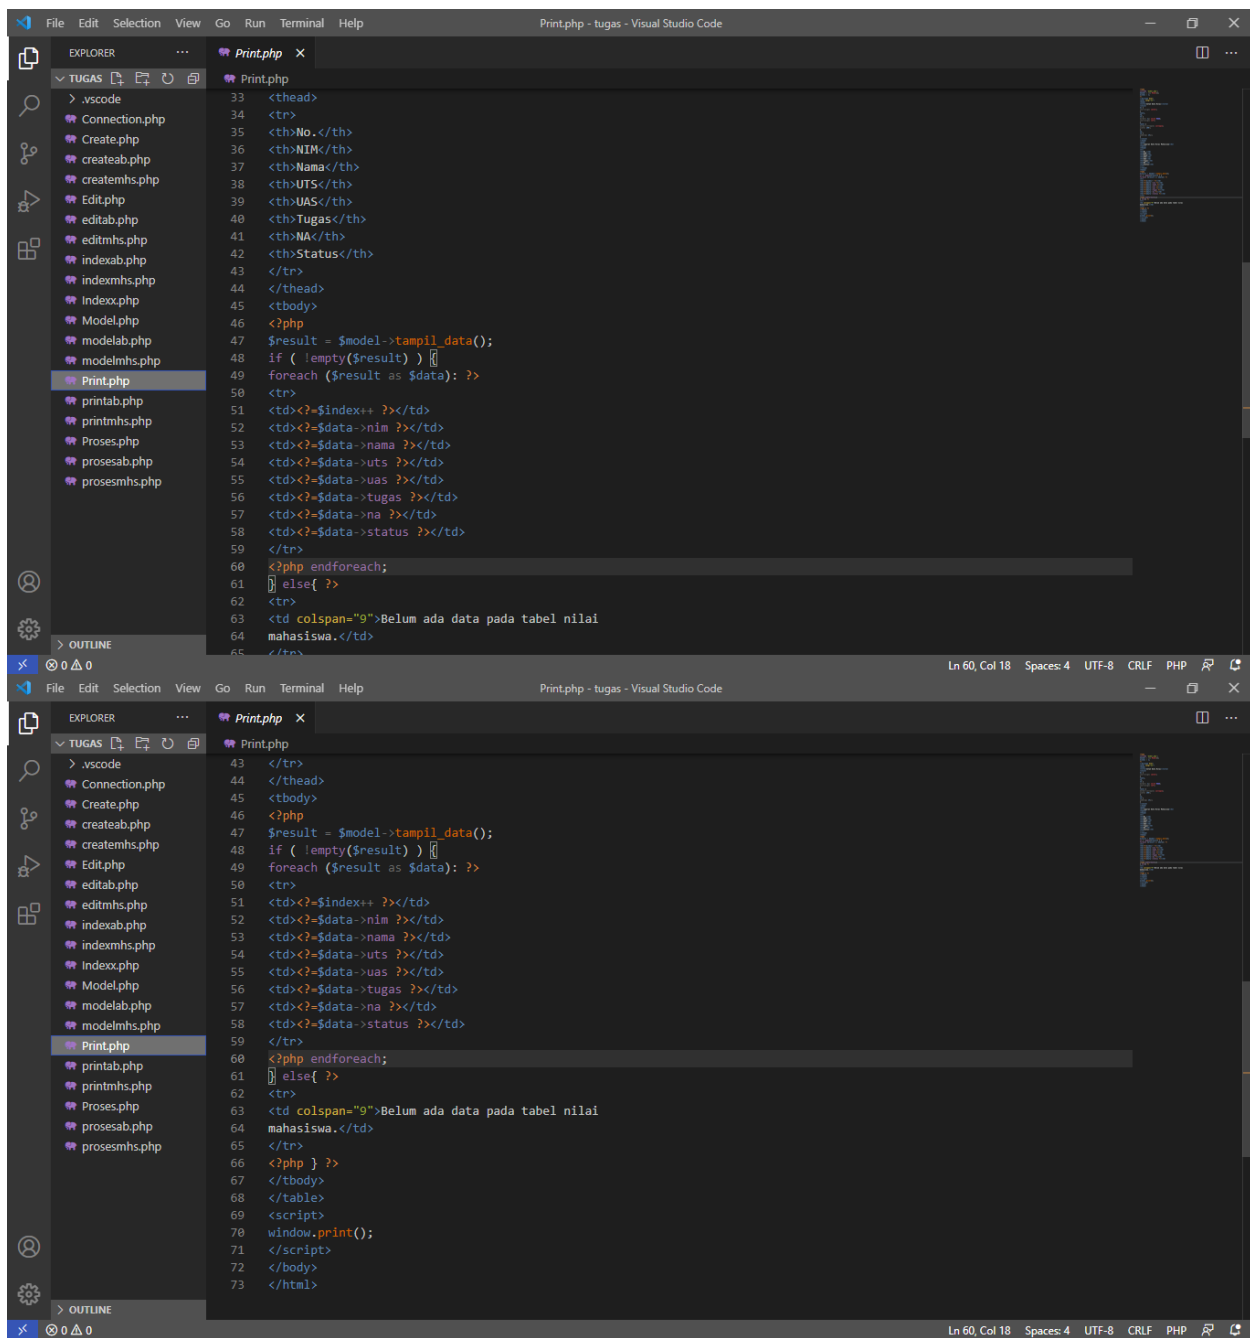 File Edit Selection View Go Run Terminal Help Print.php - tugas - Visual Studio Code
EXPLORER ··· Print.php
TUGAS Print.php
.vscode
Connection.php
Create.php
createab.php
createmhs.php
Edit.php
editab.php
editmhs.php
indexab.php
indexmhs.php
Indexx.php
Model.php
modelab.php
modelmhs.php
Print.php
printab.php
printmhs.php
Proses.php
prosesab.php
prosesmhs.php
OUTLINE
33 <thead>
34 <tr>
35 <th>No.</th>
36 <th>NIM</th>
37 <th>Nama</th>
38 <th>UTS</th>
39 <th>UAS</th>
40 <th>Tugas</th>
41 <th>NA</th>
42 <th>Status</th>
43 </tr>
44 </thead>
45 <tbody>
46 <?php
47 $result = $model->tampil_data();
48 if ( !empty($result) ) {
49 foreach ($result as $data): ?>
50 <tr>
51 <td><?=$index++ ?></td>
52 <td><?=$data->nim ?></td>
53 <td><?=$data->nama ?></td>
54 <td><?=$data->uts ?></td>
55 <td><?=$data->uas ?></td>
56 <td><?=$data->tugas ?></td>
57 <td><?=$data->na ?></td>
58 <td><?=$data->status ?></td>
59 </tr>
60 <?php endforeach;
61 } else{ ?>
62 <tr>
63 <td colspan="9">Belum ada data pada tabel nilai
64 mahasiswa.</td>
65 </tr>
0 0 Ln 60, Col 18 Spaces: 4 UTF-8 CRLF PHP
File Edit Selection View Go Run Terminal Help Print.php - tugas - Visual Studio Code
EXPLORER ··· Print.php
TUGAS Print.php
.vscode
Connection.php
Create.php
createab.php
createmhs.php
Edit.php
editab.php
editmhs.php
indexab.php
indexmhs.php
Indexx.php
Model.php
modelab.php
modelmhs.php
Print.php
printab.php
printmhs.php
Proses.php
prosesab.php
prosesmhs.php
OUTLINE
43 </tr>
44 </thead>
45 <tbody>
46 <?php
47 $result = $model->tampil_data();
48 if ( !empty($result) ) {
49 foreach ($result as $data): ?>
50 <tr>
51 <td><?=$index++ ?></td>
52 <td><?=$data->nim ?></td>
53 <td><?=$data->nama ?></td>
54 <td><?=$data->uts ?></td>
55 <td><?=$data->uas ?></td>
56 <td><?=$data->tugas ?></td>
57 <td><?=$data->na ?></td>
58 <td><?=$data->status ?></td>
59 </tr>
60 <?php endforeach;
61 } else{ ?>
62 <tr>
63 <td colspan="9">Belum ada data pada tabel nilai
64 mahasiswa.</td>
65 </tr>
66 <?php } ?>
67 </tbody>
68 </table>
69 <script>
70 window.print();
71 </script>
72 </body>
73 </html>
0 0 Ln 60, Col 18 Spaces: 4 UTF-8 CRLF PHP